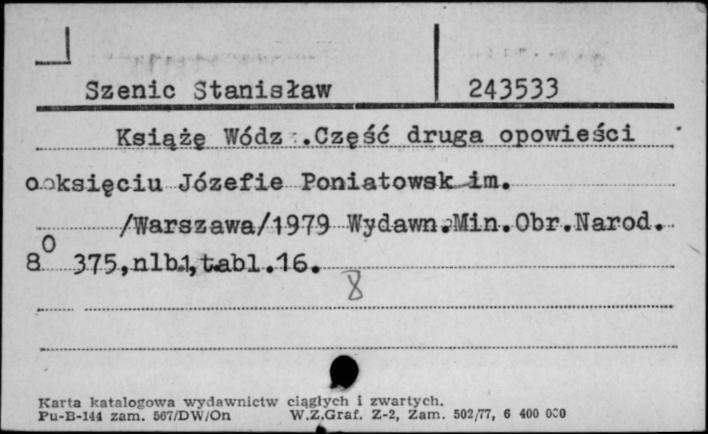 Szenic Stanisław 243533
Książę Wódz .Część druga opowieści
o księciu Józefie Poniatowsk im.
/Warszawa/1979 Wydawn.Min.Obr.Narod.
8⁰ 375,nlb1,tabl.16.
8
Karta katalogowa wydawnictw ciągłych i zwartych.
Pu-B-144 zam. 567/DW/On W.Z.Graf. Z-2, Zam. 502/77, 6 400 000